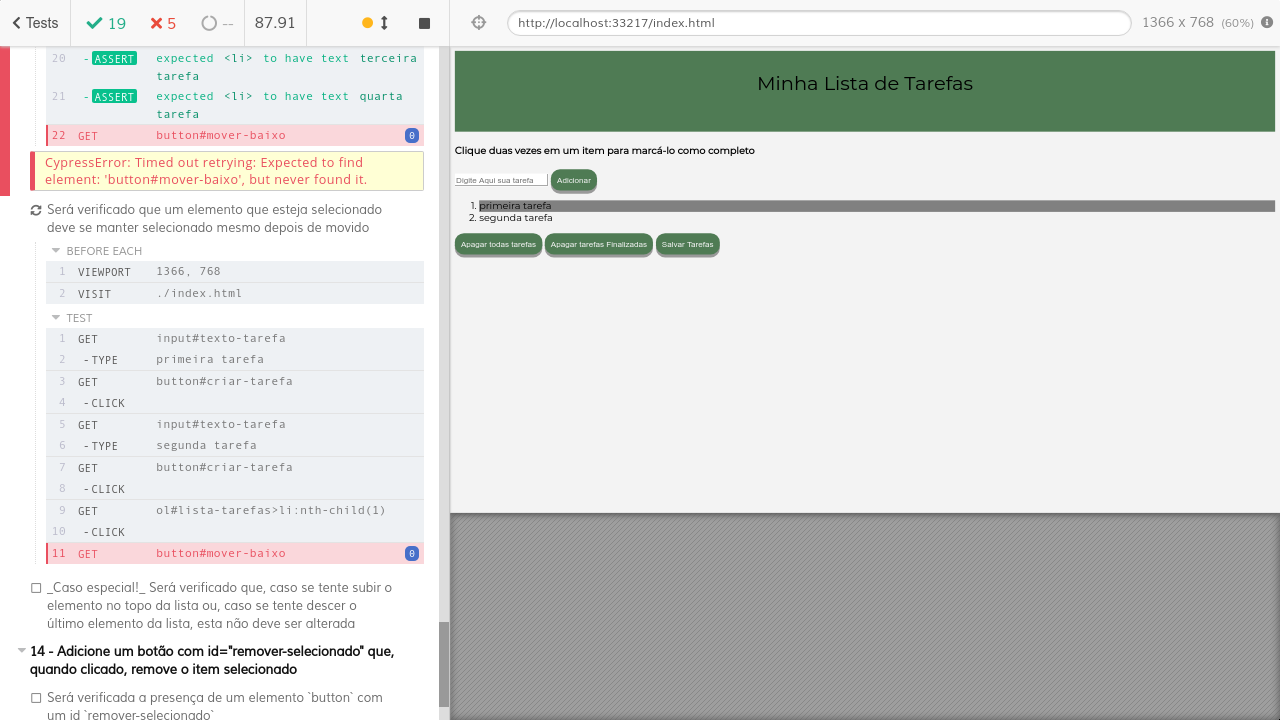 Tests
19
5
--
87.91
http://localhost:33217/index.html
1366 x 768 (60%)
20 -ASSERT expected <li> to have text terceira
tarefa
21 -ASSERT expected <li> to have text quarta
tarefa
22 GET button#mover-baixo 0
CypressError: Timed out retrying: Expected to find
element: 'button#mover-baixo', but never found it.
Será verificado que um elemento que esteja selecionado
deve se manter selecionado mesmo depois de movido
BEFORE EACH
1 VIEWPORT 1366, 768
2 VISIT ./index.html
TEST
1 GET input#texto-tarefa
2 -TYPE primeira tarefa
3 GET button#criar-tarefa
4 -CLICK
5 GET input#texto-tarefa
6 -TYPE segunda tarefa
7 GET button#criar-tarefa
8 -CLICK
9 GET ol#lista-tarefas>li:nth-child(1)
10 -CLICK
11 GET button#mover-baixo 0
_Caso especial!_ Será verificado que, caso se tente subir o
elemento no topo da lista ou, caso se tente descer o
último elemento da lista, esta não deve ser alterada
14 - Adicione um botão com id="remover-selecionado" que,
quando clicado, remove o item selecionado
Será verificada a presença de um elemento `button` com
um id `remover-selecionado`
Minha Lista de Tarefas
Clique duas vezes em um item para marcá-lo como completo
Digite Aqui sua tarefa Adicionar
1. primeira tarefa
2. segunda tarefa
Apagar todas tarefas Apagar tarefas Finalizadas Salvar Tarefas